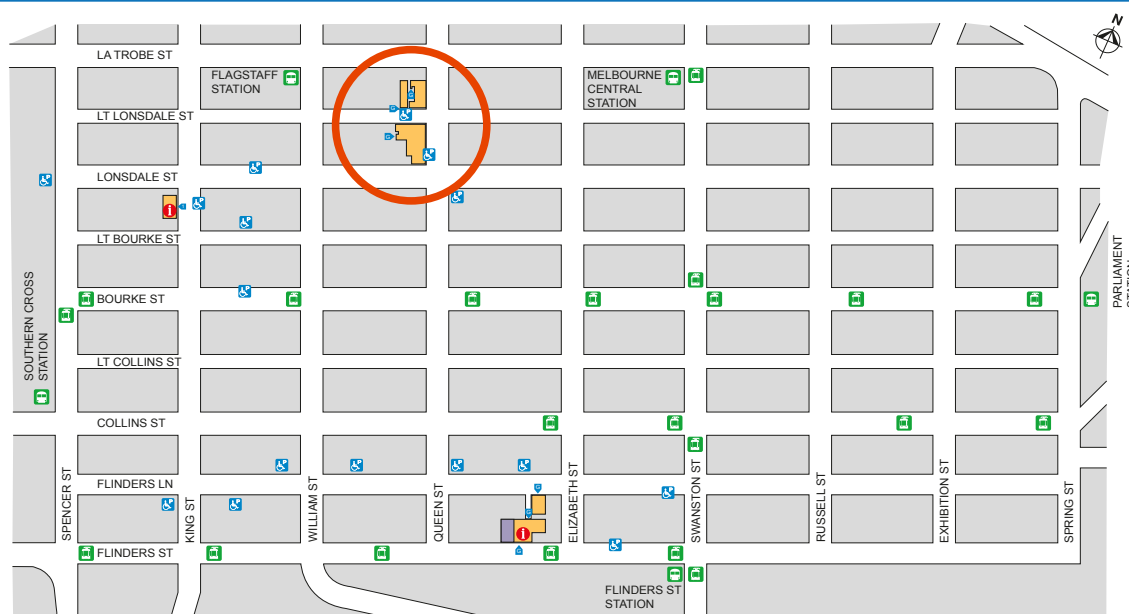 N
LA TROBE ST
FLAGSTAFF
STATION
MELBOURNE
CENTRAL
STATION
LT LONSDALE ST
LONSDALE ST
LT BOURKE ST
BOURKE ST
SOUTHERN CROSS
STATION
PARLIAMENT
LT COLLINS ST
COLLINS ST
FLINDERS LN
SPENCER ST
KING ST
WILLIAM ST
QUEEN ST
ELIZABETH ST
SWANSTON ST
RUSSELL ST
EXHIBITION ST
SPRING ST
FLINDERS ST
FLINDERS ST
STATION